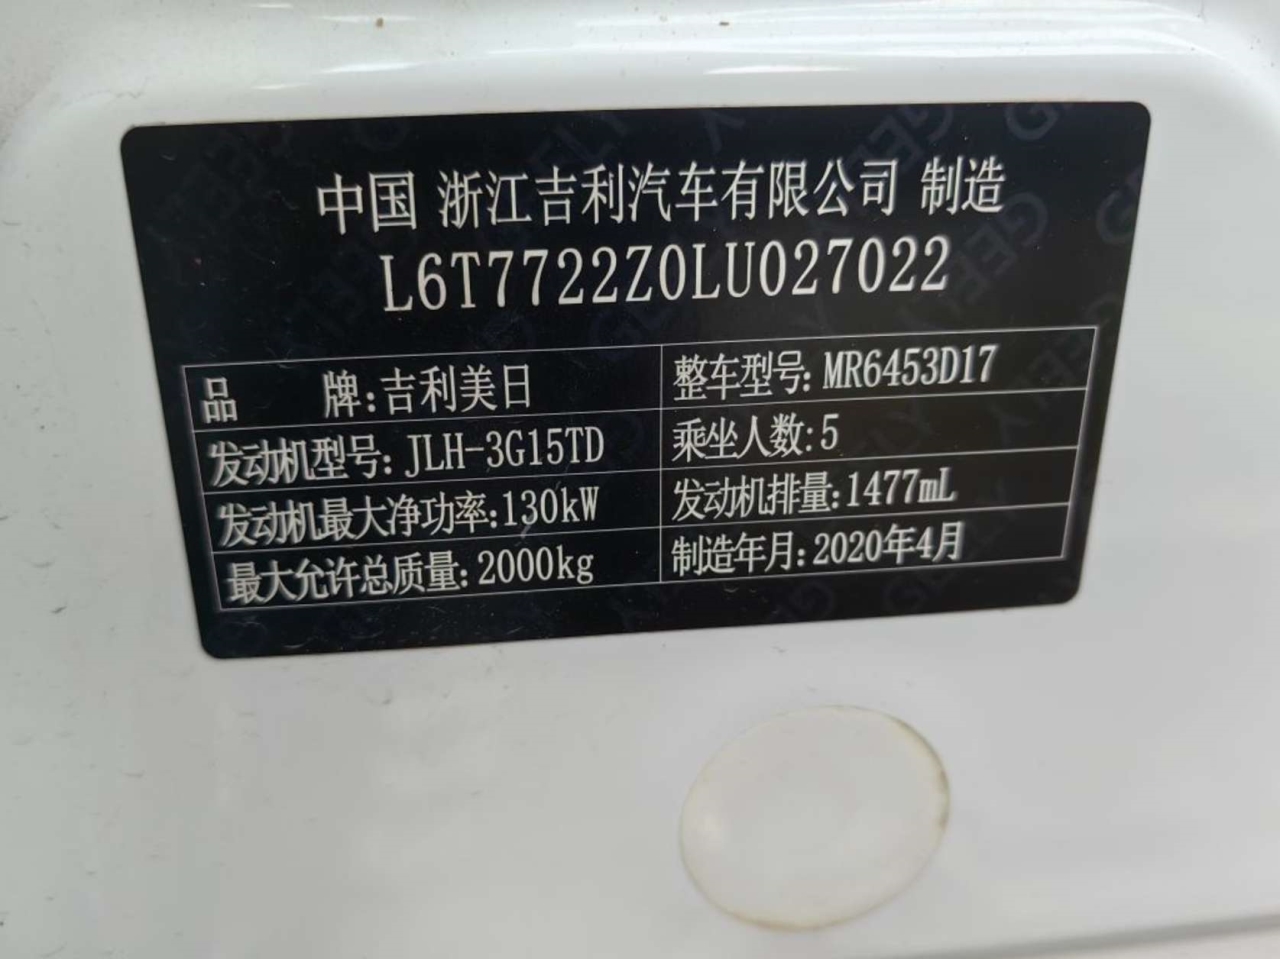 中国 浙江吉利汽车有限公司 制造
L6T7722Z0LU027022
品 牌:吉利美日 整车型号:MR6453D17
发动机型号:JLH-3G15TD 乘坐人数:5
发动机最大净功率:130kW 发动机排量:1477mL
最大允许总质量:2000kg 制造年月:2020年4月